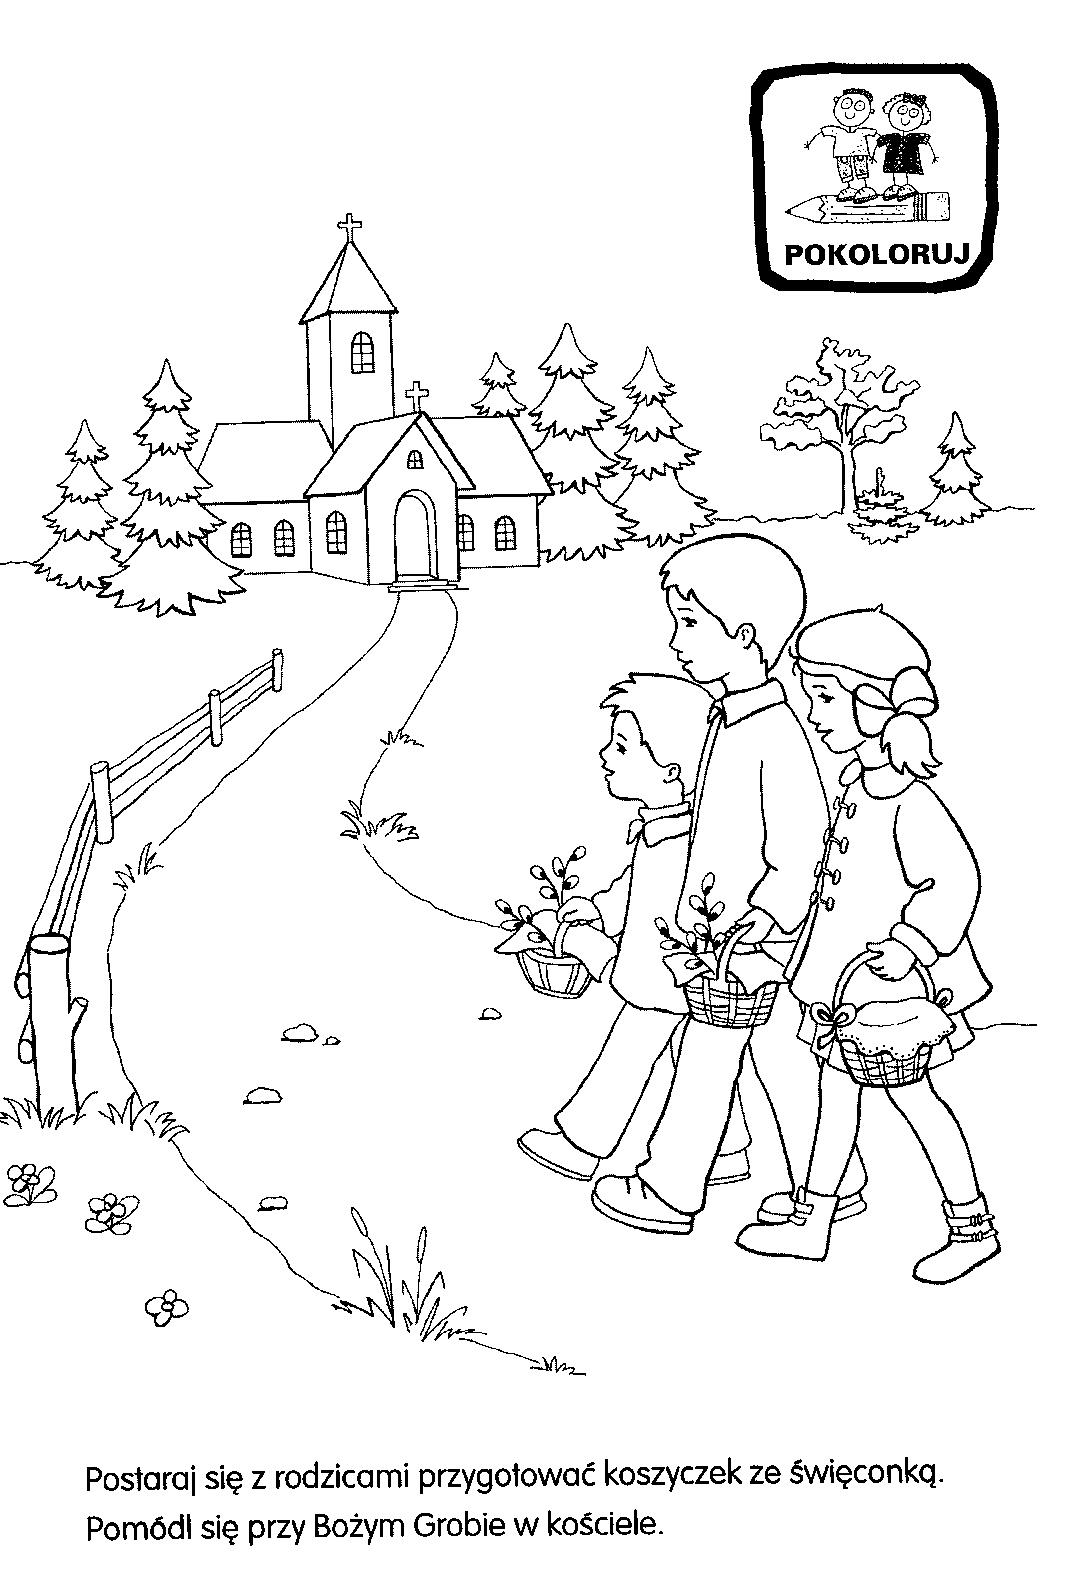 POKOLORUJ
Postaraj się z rodzicami przygotować koszyczek ze święconką.
Pomódl się przy Bożym Grobie w kościele.